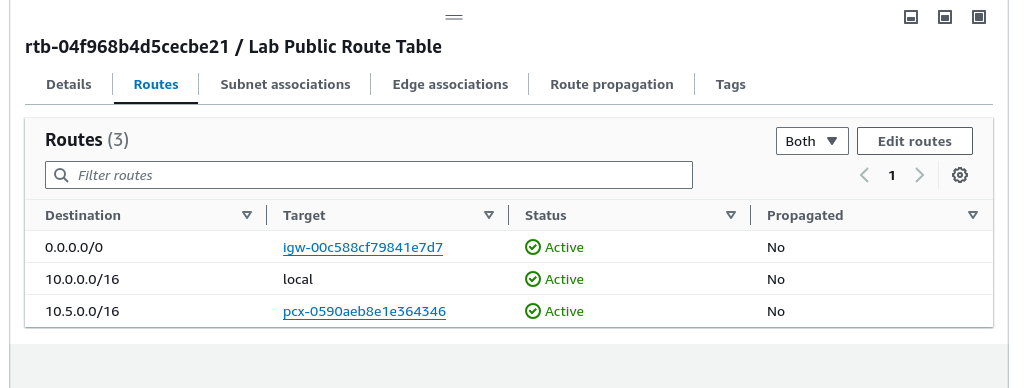 rtb-04f968b4d5cecbe21 / Lab Public Route Table
Details Routes Subnet associations Edge associations Route propagation Tags
Routes (3) Both Edit routes
Filter routes 1
Destination Target Status Propagated
0.0.0.0/0 igw-00c588cf79841e7d7 Active No
10.0.0.0/16 local Active No
10.5.0.0/16 pcx-0590aeb8e1e364346 Active No